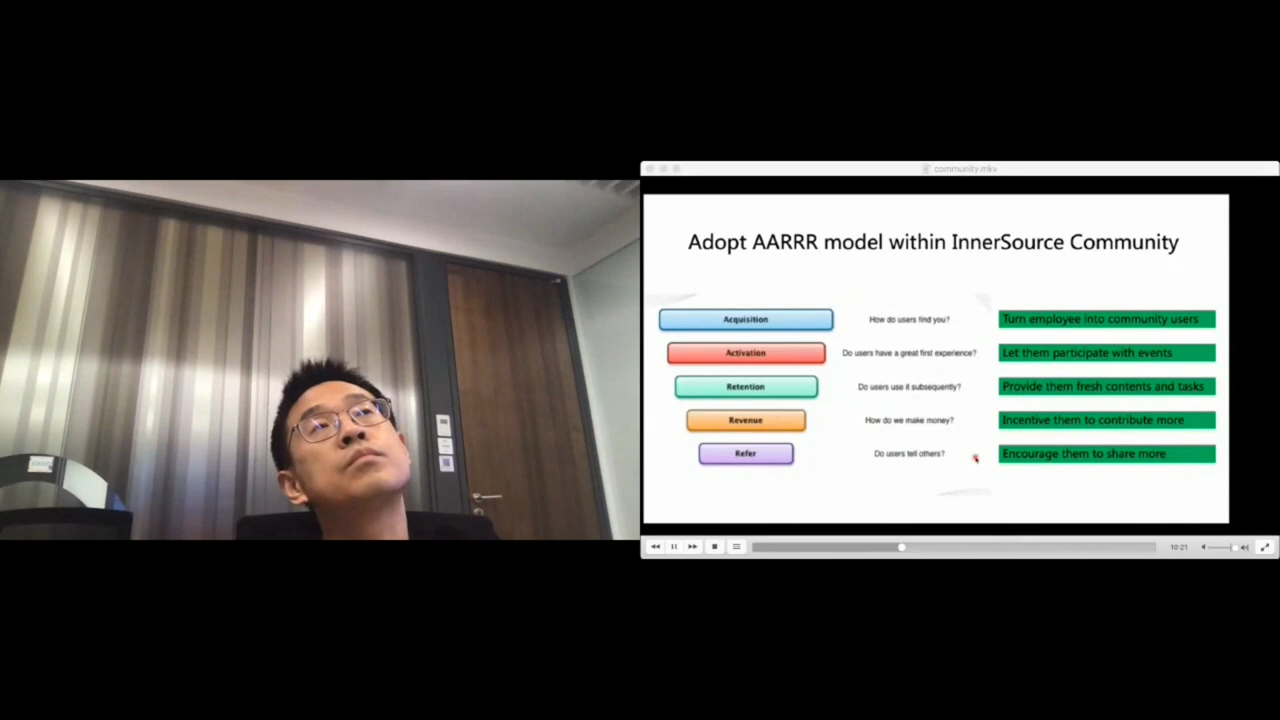 community.mkv
Adopt AARRR model within InnerSource Community
Acquisition How do users find you? Turn employee into community users
Activation Do users have a great first experience? Let them participate with events
Retention Do users use it subsequently? Provide them fresh contents and tasks
Revenue How do we make money? Incentive them to contribute more
Refer Do users tell others? Encourage them to share more
10:21